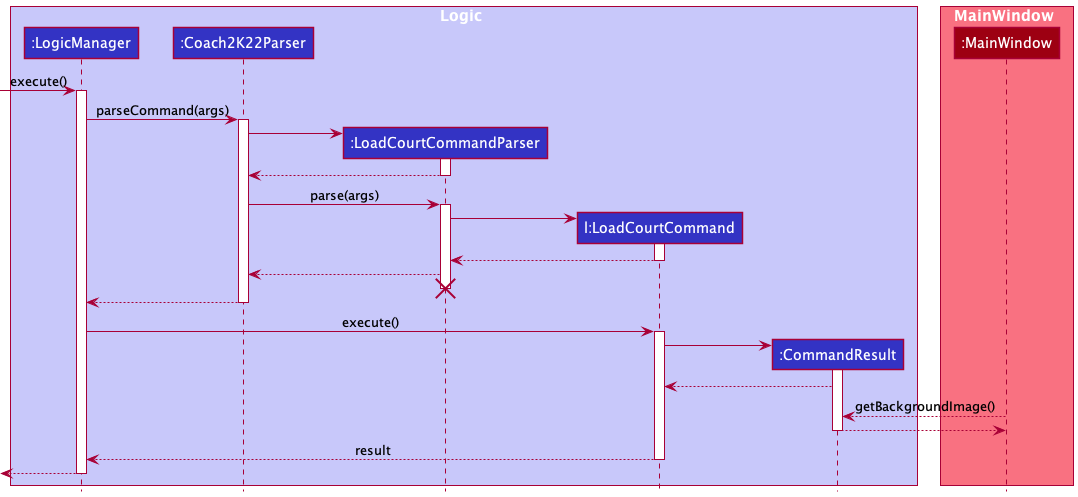 Logic
MainWindow
:LogicManager
:Coach2K22Parser
:MainWindow
execute()
parseCommand(args)
:LoadCourtCommandParser
parse(args)
l:LoadCourtCommand
execute()
:CommandResult
getBackgroundImage()
result